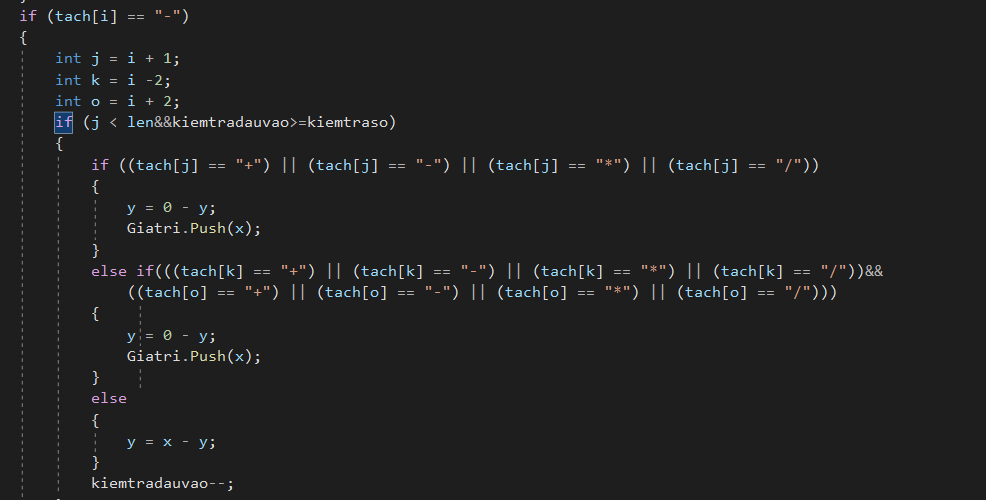 if (tach[i] == "-")
{
int j = i + 1;
int k = i -2;
int o = i + 2;
if (j < len&&kiemtradauvao>=kiemtraso)
{
if ((tach[j] == "+") || (tach[j] == "-") || (tach[j] == "*") || (tach[j] == "/"))
{
y = 0 - y;
Giatri.Push(x);
}
else if(((tach[k] == "+") || (tach[k] == "-") || (tach[k] == "*") || (tach[k] == "/"))&&
((tach[o] == "+") || (tach[o] == "-") || (tach[o] == "*") || (tach[o] == "/")))
{
y = 0 - y;
Giatri.Push(x);
}
else
{
y = x - y;
}
kiemtradauvao--;